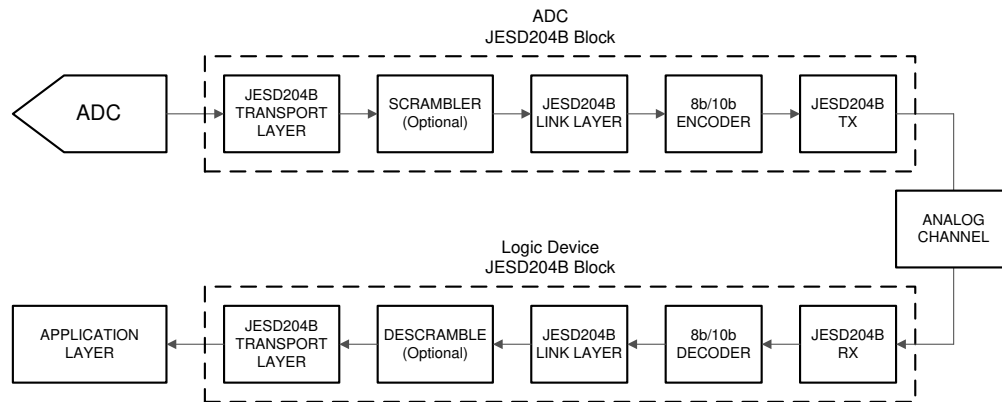 ADC
JESD204B Block
ADC
JESD204B
TRANSPORT
LAYER
SCRAMBLER
(Optional)
JESD204B
LINK LAYER
8b/10b
ENCODER
JESD204B
TX
ANALOG
CHANNEL
Logic Device
JESD204B Block
APPLICATION
LAYER
JESD204B
TRANSPORT
LAYER
DESCRAMBLE
(Optional)
JESD204B
LINK LAYER
8b/10b
DECODER
JESD204B
RX